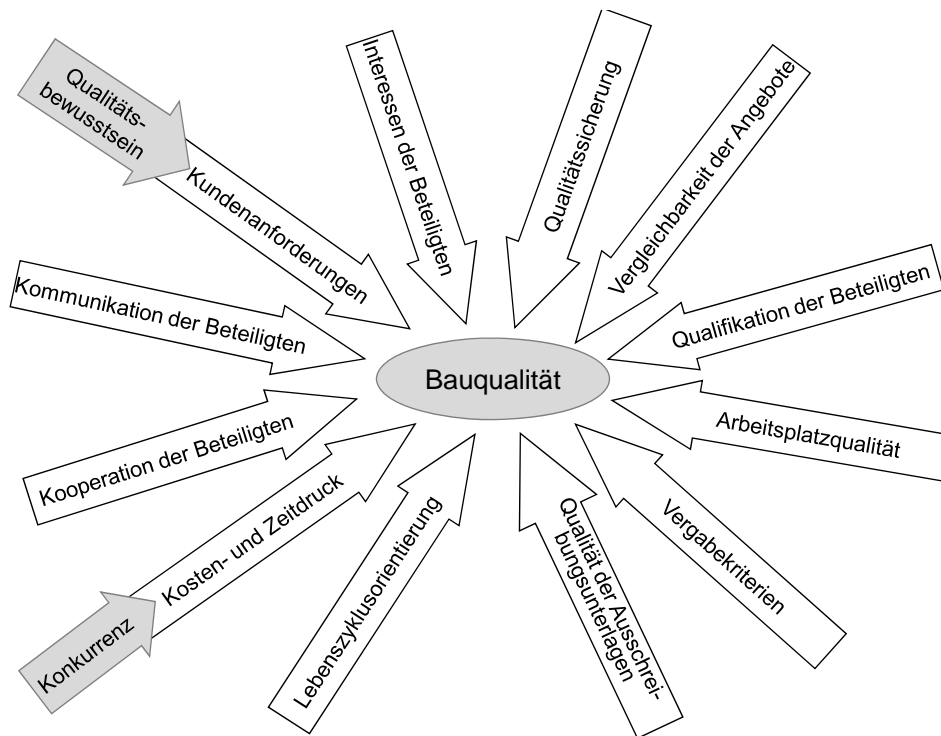 Qualitäts-
bewusstsein
Kundenanforderungen
Interessen der Beteiligten
Qualitätssicherung
Vergleichbarkeit der Angebote
Kommunikation der Beteiligten
Qualifikation der Beteiligten
Bauqualität
Kooperation der Beteiligten
Arbeitsplatzqualität
Konkurrenz
Kosten- und Zeitdruck
Lebenszyklusorientierung
Qualität der Ausschrei-
bungsunterlagen
Vergabekriterien